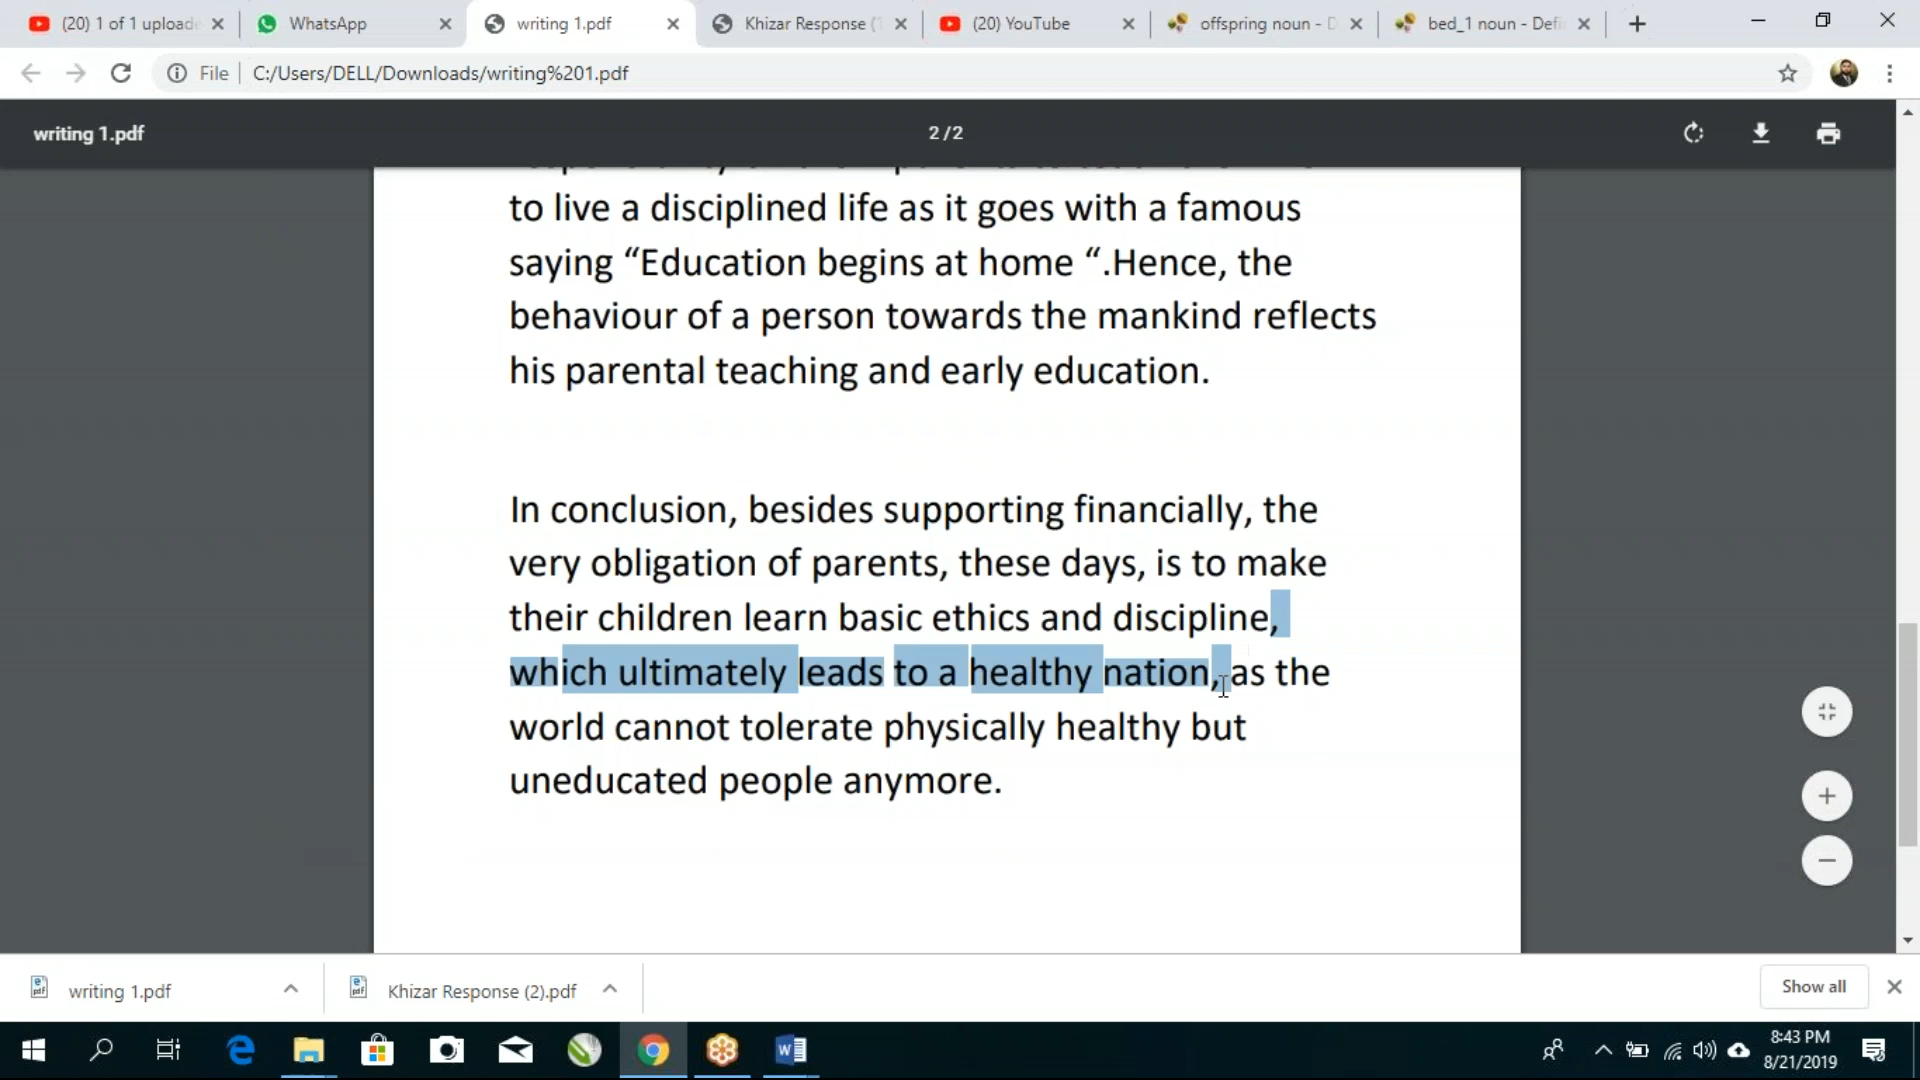 (20) 1 of 1 uploade
WhatsApp
writing 1.pdf
Khizar Response (
(20) YouTube
offspring noun - D
bed_1 noun - Defi
File
C:/Users/DELL/Downloads/writing%201.pdf
writing 1.pdf
2 / 2
to live a disciplined life as it goes with a famous
saying “Education begins at home “.Hence, the
behaviour of a person towards the mankind reflects
his parental teaching and early education.
In conclusion, besides supporting financially, the
very obligation of parents, these days, is to make
their children learn basic ethics and discipline,
which ultimately leads to a healthy nation, as the
world cannot tolerate physically healthy but
uneducated people anymore.
writing 1.pdf
Khizar Response (2).pdf
Show all
8:43 PM
8/21/2019